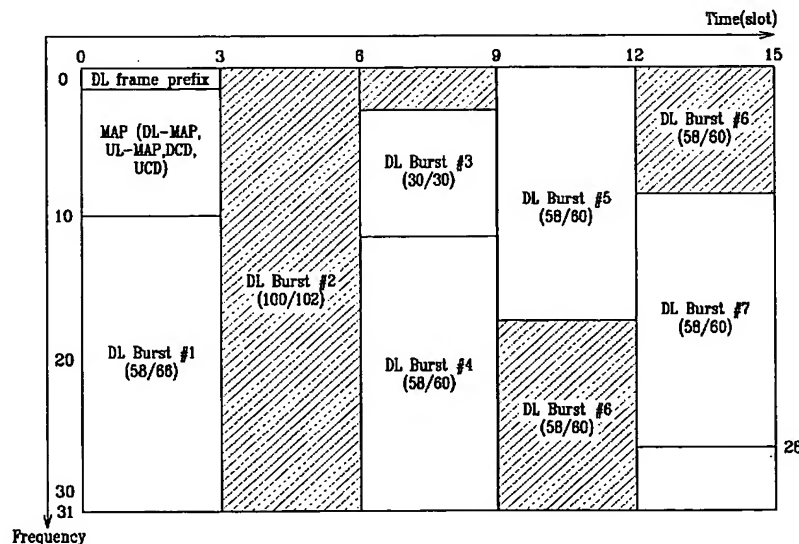 Time(slot)
0 3 6 9 12 15
0
DL frame prefix
MAP (DL-MAP,
UL-MAP,DCD,
UCD)
10
DL Burst #1
(58/66)
20
30
31
Frequency
DL Burst #2
(100/102)
DL Burst #3
(30/30)
DL Burst #4
(58/60)
DL Burst #5
(58/60)
DL Burst #6
(58/60)
DL Burst #6
(58/60)
DL Burst #7
(58/60)
26